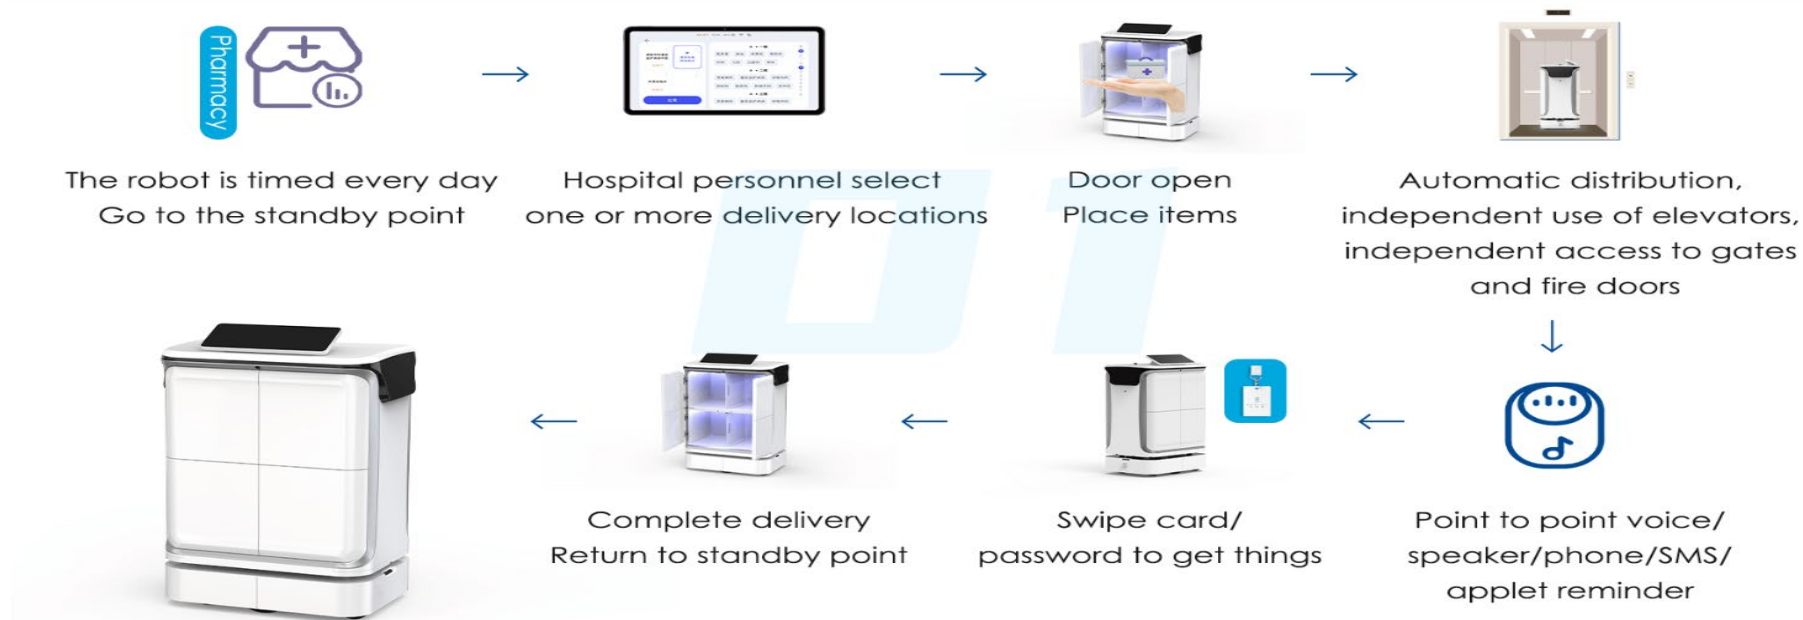 Pharmacy
The robot is timed every day
Go to the standby point
Hospital personnel select
one or more delivery locations
Door open
Place items
Automatic distribution,
independent use of elevators,
independent access to gates
and fire doors
01
Point to point voice/
speaker/phone/SMS/
applet reminder
Swipe card/
password to get things
Complete delivery
Return to standby point